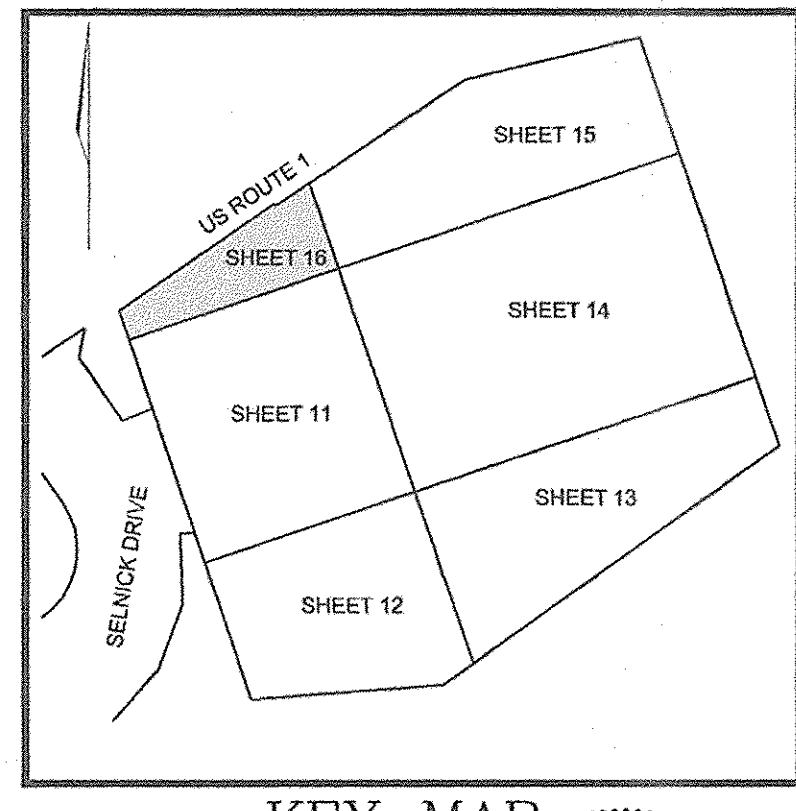 SHEET 15
US ROUTE 1
SHEET 16
SHEET 14
SHEET 11
SHEET 13
SELNICK DRIVE
SHEET 12
KEY MAP